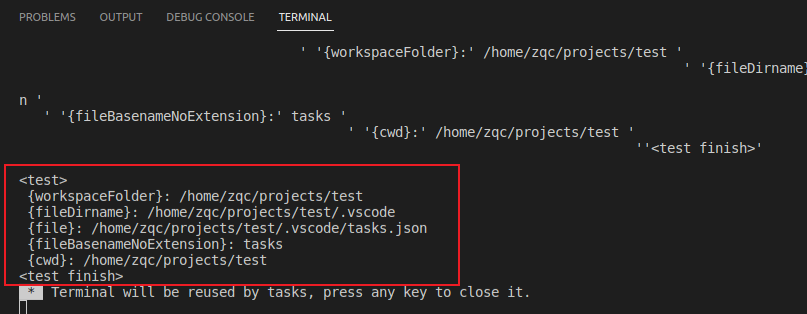 PROBLEMS OUTPUT DEBUG CONSOLE TERMINAL
' '{workspaceFolder}:' /home/zqc/projects/test '
' '{fileDirname}
n '
' '{fileBasenameNoExtension}:' tasks '
' '{cwd}:' /home/zqc/projects/test '
''<test finish>'
<test>
{workspaceFolder}: /home/zqc/projects/test
{fileDirname}: /home/zqc/projects/test/.vscode
{file}: /home/zqc/projects/test/.vscode/tasks.json
{fileBasenameNoExtension}: tasks
{cwd}: /home/zqc/projects/test
<test finish>
* Terminal will be reused by tasks, press any key to close it.